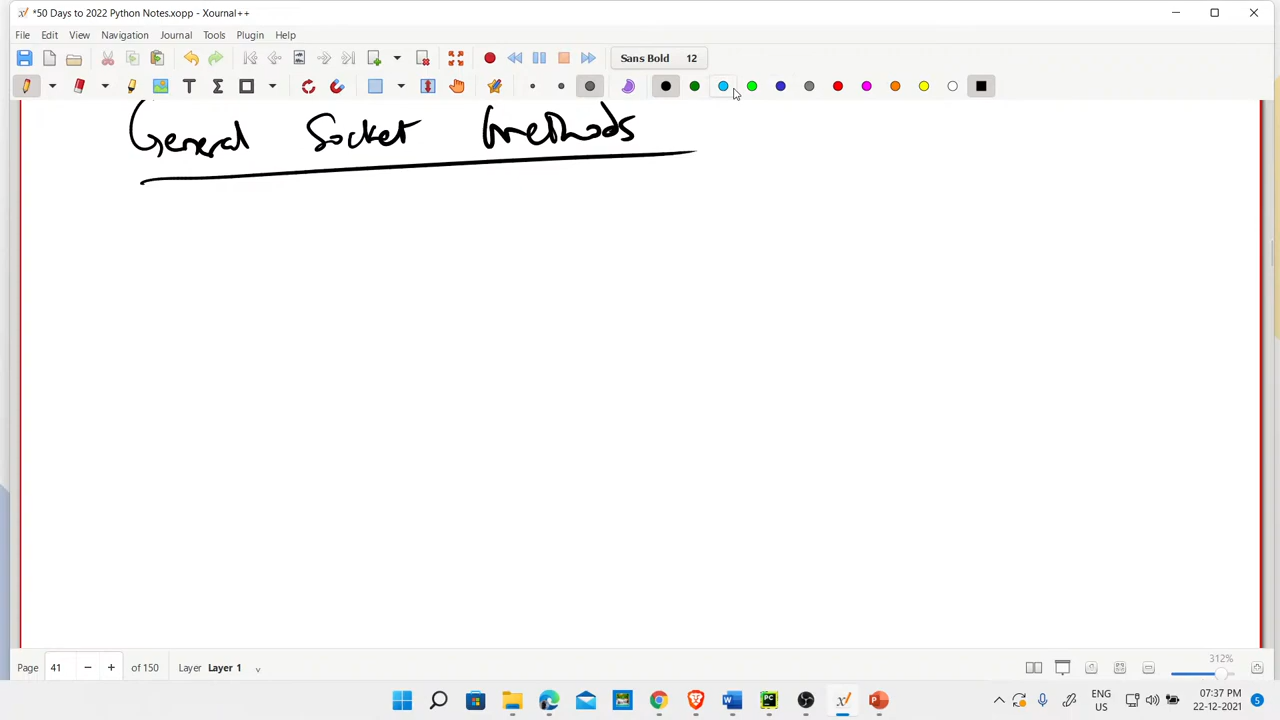 *50 Days to 2022 Python Notes.xopp - Xournal++
File Edit View Navigation Journal Tools Plugin Help
Sans Bold 12
General Socket Methods
Page 41 of 150 Layer Layer 1 312%
ENG US 07:37 PM 22-12-2021 5